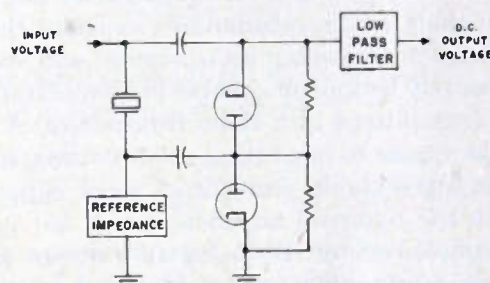 INPUT
VOLTAGE
LOW
PASS
FILTER
D.C.
OUTPUT
VOLTAGE
REFERENCE
IMPEDANCE